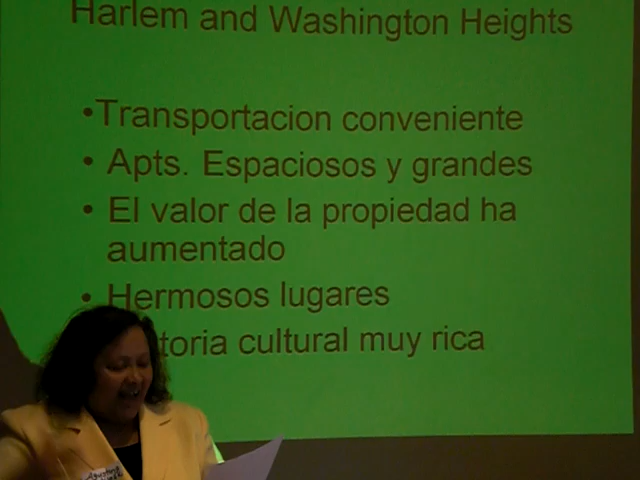 Harlem and Washington Heights
•Transportacion conveniente
• Apts. Espaciosos y grandes
• El valor de la propiedad ha
aumentado
• Hermosos lugares
toria cultural muy rica